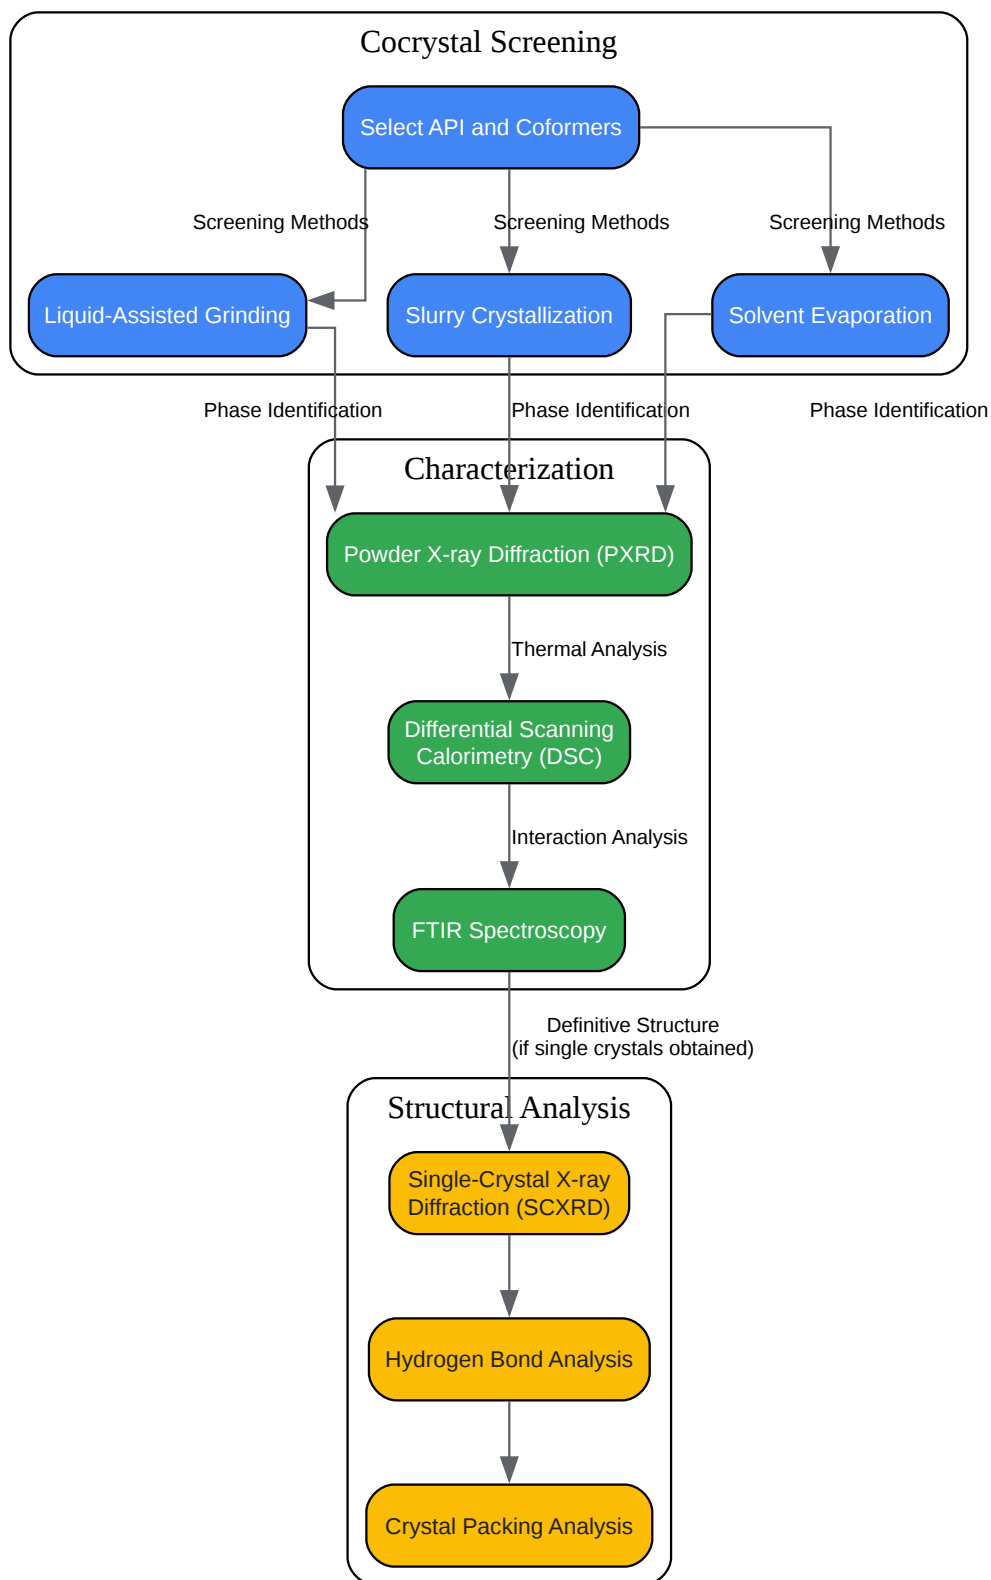 Cocrystal Screening
Select API and Coformers
Screening Methods
Screening Methods
Screening Methods
Liquid-Assisted Grinding
Slurry Crystallization
Solvent Evaporation
Phase Identification
Phase Identification
Phase Identification
Characterization
Powder X-ray Diffraction (PXRD)
Thermal Analysis
Differential Scanning
Calorimetry (DSC)
Interaction Analysis
FTIR Spectroscopy
Definitive Structure
(if single crystals obtained)
Structural Analysis
Single-Crystal X-ray
Diffraction (SCXRD)
Hydrogen Bond Analysis
Crystal Packing Analysis